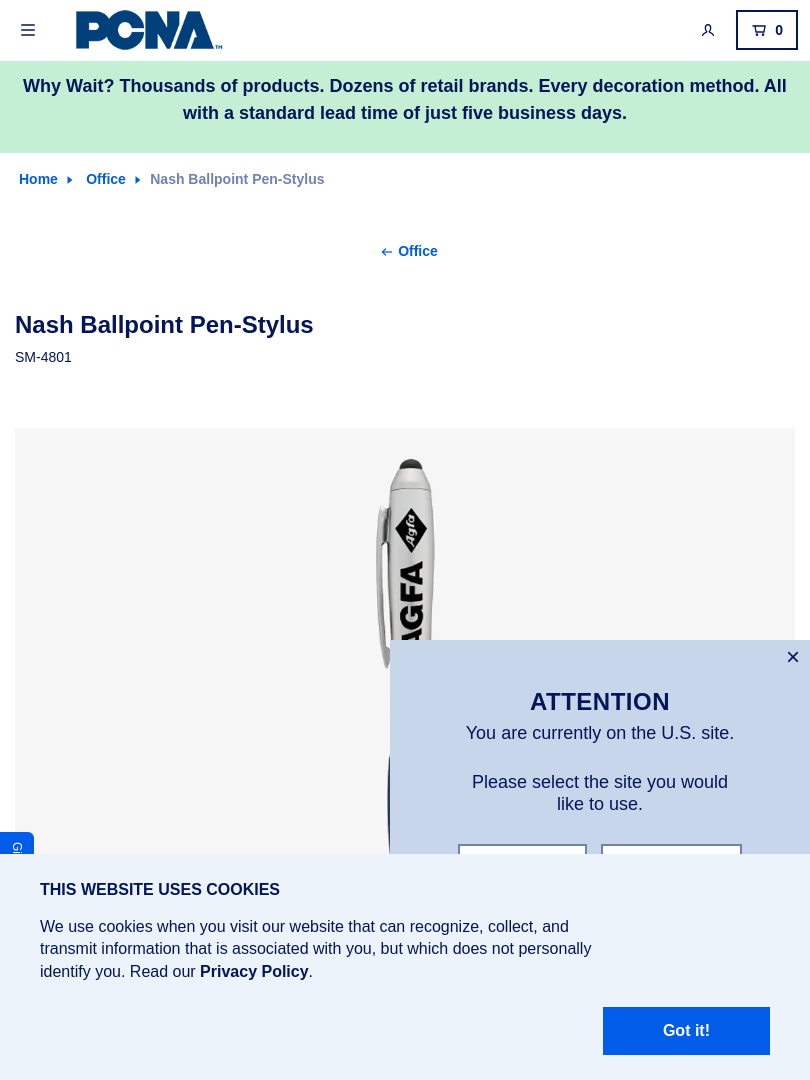 PCNA™
0
Why Wait? Thousands of products. Dozens of retail brands. Every decoration method. All
with a standard lead time of just five business days.
Home
Office
Nash Ballpoint Pen-Stylus
Office
Nash Ballpoint Pen-Stylus
SM-4801
Agfa
AGFA
ATTENTION
You are currently on the U.S. site.
Please select the site you would
like to use.
THIS WEBSITE USES COOKIES
We use cookies when you visit our website that can recognize, collect, and
transmit information that is associated with you, but which does not personally
identify you. Read our Privacy Policy.
Got it!